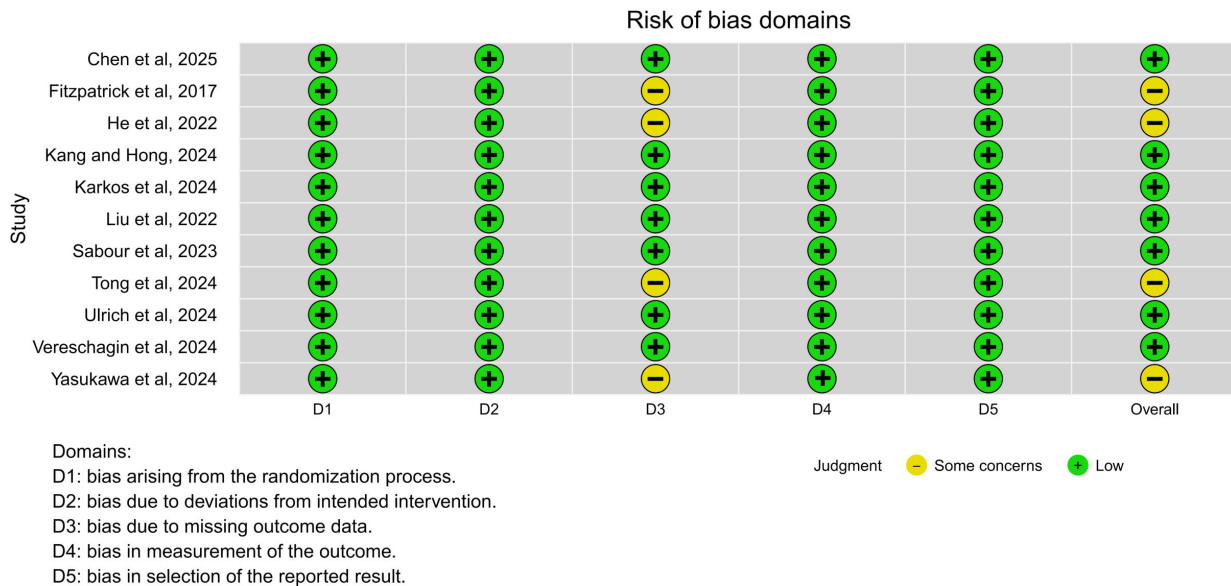 Risk of bias domains
Study
Chen et al, 2025
Fitzpatrick et al, 2017
He et al, 2022
Kang and Hong, 2024
Karkos et al, 2024
Liu et al, 2022
Sabour et al, 2023
Tong et al, 2024
Ulrich et al, 2024
Vereschagin et al, 2024
Yasukawa et al, 2024
D1 D2 D3 D4 D5 Overall
Domains:
D1: bias arising from the randomization process.
D2: bias due to deviations from intended intervention.
D3: bias due to missing outcome data.
D4: bias in measurement of the outcome.
D5: bias in selection of the reported result.
Judgment − Some concerns + Low